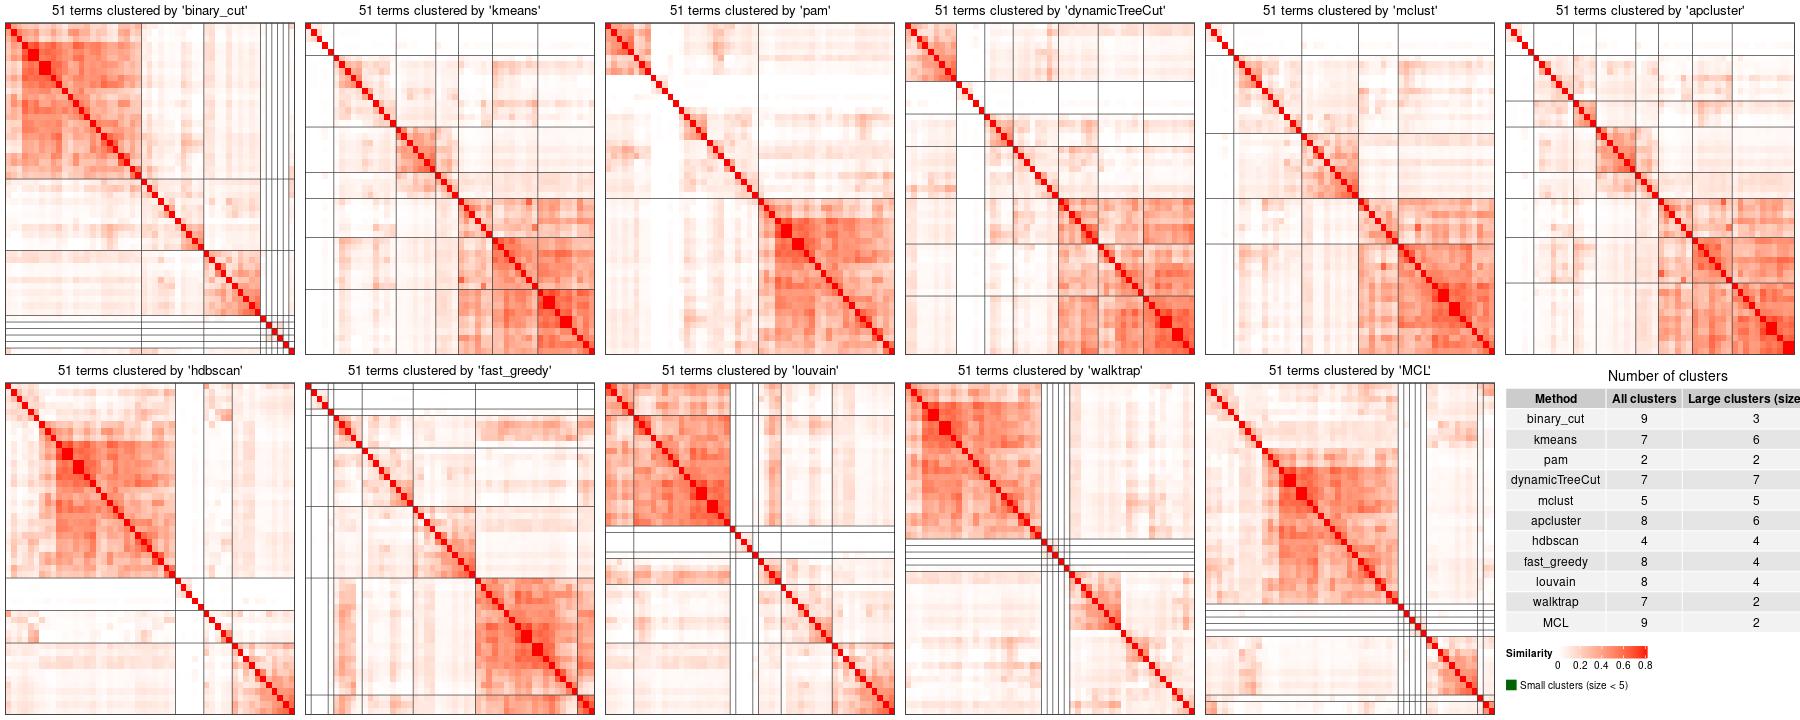 51 terms clustered by 'binary_cut'
51 terms clustered by 'kmeans'
51 terms clustered by 'pam'
51 terms clustered by 'dynamicTreeCut'
51 terms clustered by 'mclust'
51 terms clustered by 'apcluster'
51 terms clustered by 'hdbscan'
51 terms clustered by 'fast_greedy'
51 terms clustered by 'louvain'
51 terms clustered by 'walktrap'
51 terms clustered by 'MCL'
Number of clusters
Method All clusters Large clusters (size
binary_cut 9 3
kmeans 7 6
pam 2 2
dynamicTreeCut 7 7
mclust 5 5
apcluster 8 6
hdbscan 4 4
fast_greedy 8 4
louvain 8 4
walktrap 7 2
MCL 9 2
Similarity
0 0.2 0.4 0.6 0.8
Small clusters (size < 5)